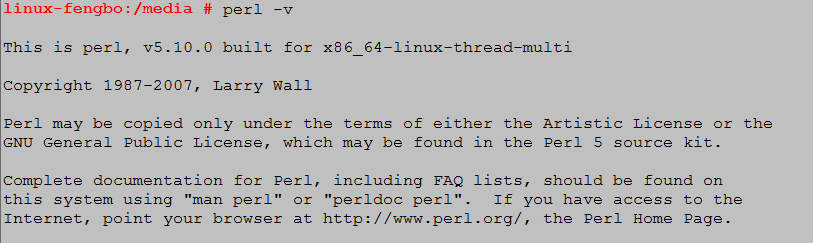 linux-fengbo:/media # perl -v
This is perl, v5.10.0 built for x86_64-linux-thread-multi
Copyright 1987-2007, Larry Wall
Perl may be copied only under the terms of either the Artistic License or the
GNU General Public License, which may be found in the Perl 5 source kit.
Complete documentation for Perl, including FAQ lists, should be found on
this system using "man perl" or "perldoc perl".  If you have access to the
Internet, point your browser at http://www.perl.org/, the Perl Home Page.